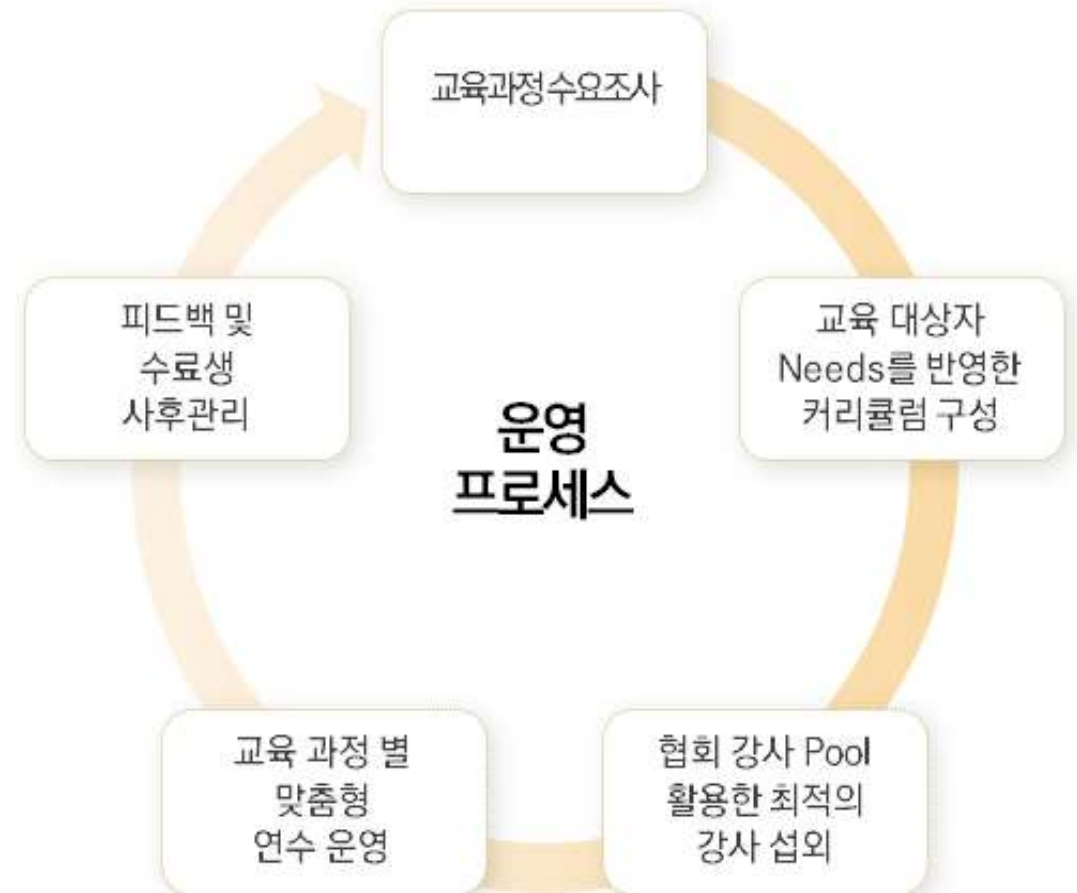 교육과정 수요조사
교육 대상자
Needs를 반영한
커리큘럼 구성
협회 강사 Pool
활용한 최적의
강사 섭외
교육 과정 별
맞춤형
연수 운영
피드백 및
수료생
사후관리
운영
프로세스